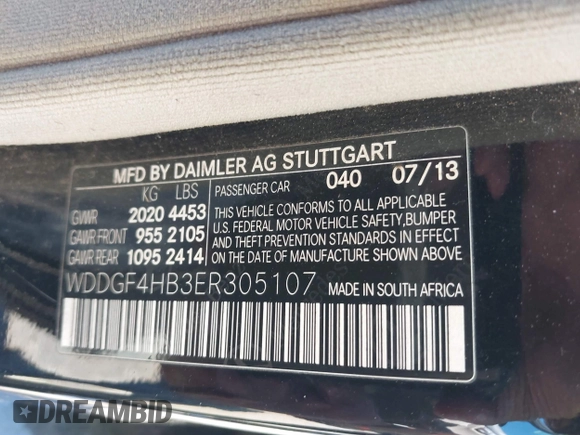 MFD BY DAIMLER AG STUTTGART
KG LBS PASSENGER CAR 040 07/13
GVWR 2020 4453
GAWR FRONT 955 2105
GAWR REAR 1095 2414
THIS VEHICLE CONFORMS TO ALL APPLICABLE
U.S. FEDERAL MOTOR VEHICLE SAFETY, BUMPER
AND THEFT PREVENTION STANDARDS IN EFFECT
ON THE DATE OF MANUFACTURE SHOWN ABOVE.
WDDGF4HB3ER305107 MADE IN SOUTH AFRICA
DREAMBID